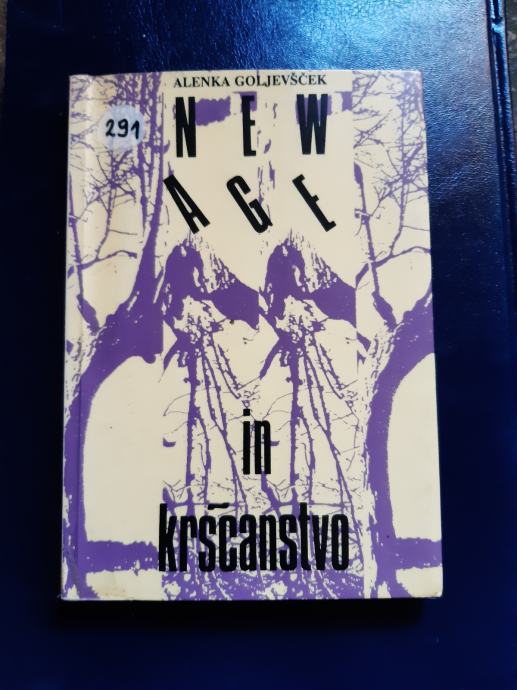 ALENKA GOLJEVŠČEK
291
NEW
AGE
in
krščanstvo